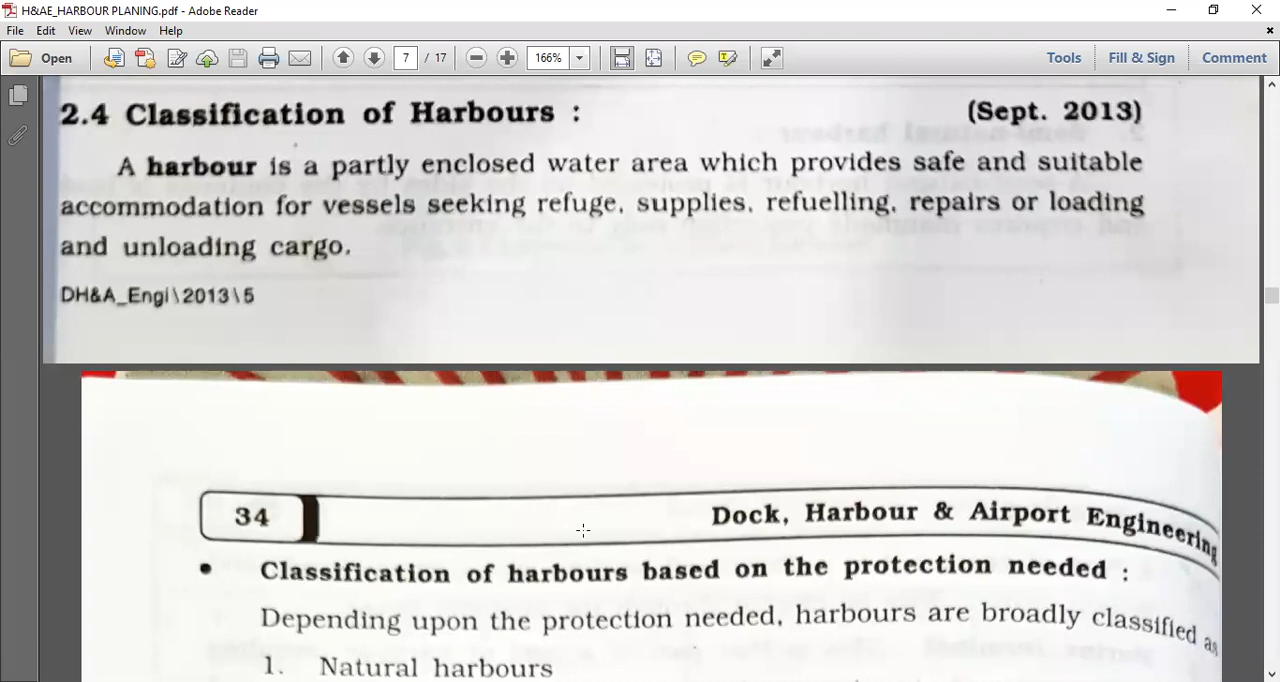 H&AE_HARBOUR PLANING.pdf - Adobe Reader
File Edit View Window Help
Open 7 / 17 166% Tools Fill & Sign Comment
2.4 Classification of Harbours : (Sept. 2013)
A harbour is a partly enclosed water area which provides safe and suitable
accommodation for vessels seeking refuge, supplies, refuelling, repairs or loading
and unloading cargo.
DH&A_Engi\2013\5
34 Dock, Harbour & Airport Engineering
• Classification of harbours based on the protection needed :
Depending upon the protection needed, harbours are broadly classified as
1. Natural harbours